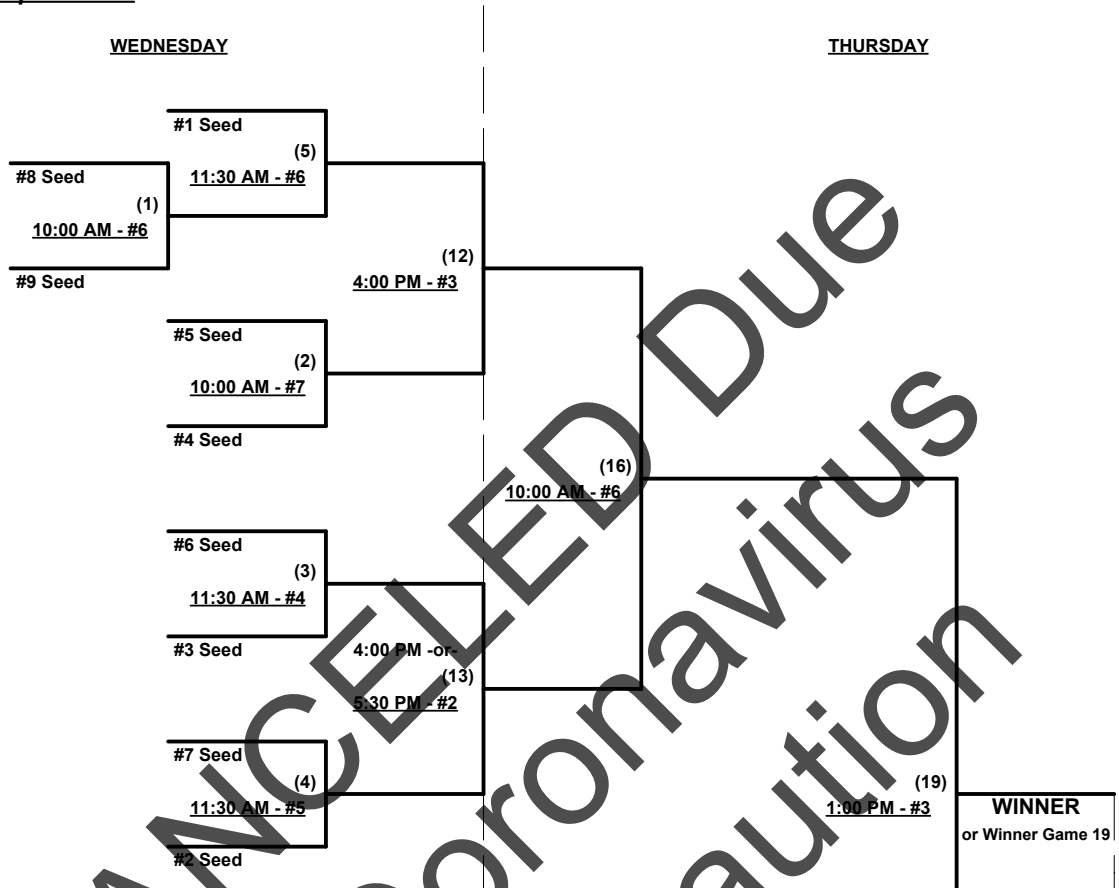 WEDNESDAY
THURSDAY
#1 Seed
(5)
11:30 AM - #6
#8 Seed
(1)
10:00 AM - #6
#9 Seed
(12)
4:00 PM - #3
#5 Seed
(2)
10:00 AM - #7
#4 Seed
(16)
10:00 AM - #6
#6 Seed
(3)
11:30 AM - #4
#3 Seed
4:00 PM -or-
(13)
5:30 PM - #2
#7 Seed
(4)
11:30 AM - #5
#2 Seed
(19)
1:00 PM - #3
WINNER
or Winner Game 19
ANCELED Due
oronavirus
aution